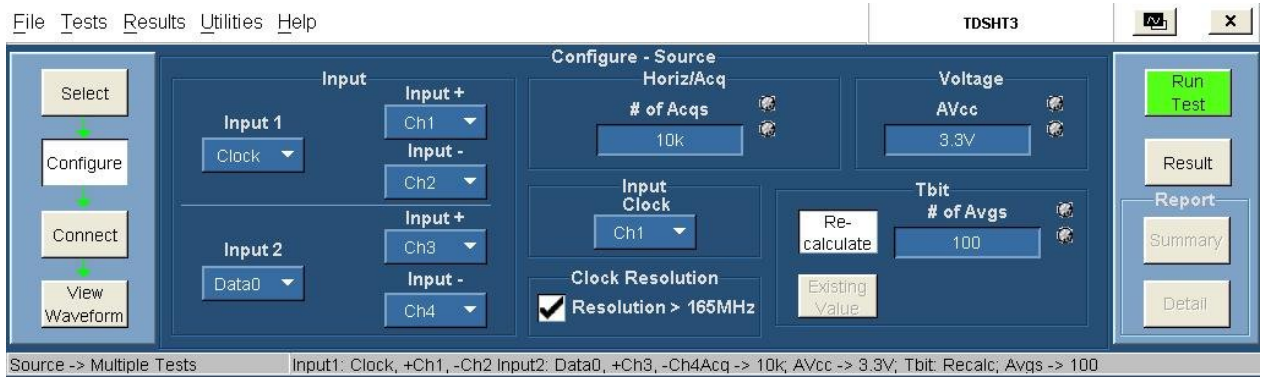 File Tests Results Utilities Help
TDSHT3
x
Select
Configure
Connect
View
Waveform
Configure - Source
Input
Input 1
Clock
Input +
Ch1
Input -
Ch2
Input 2
Data0
Input +
Ch3
Input -
Ch4
Horiz/Acq
# of Acqs
10k
Input
Clock
Ch1
Clock Resolution
Resolution > 165MHz
Voltage
AVcc
3.3V
Tbit
Re-
calculate
Existing
Value
# of Avgs
100
Run
Test
Result
Report
Summary
Detail
Source -> Multiple Tests
Input1: Clock, +Ch1, -Ch2 Input2: Data0, +Ch3, -Ch4Acq -> 10k; AVcc -> 3.3V; Tbit: Recalc; Avgs -> 100